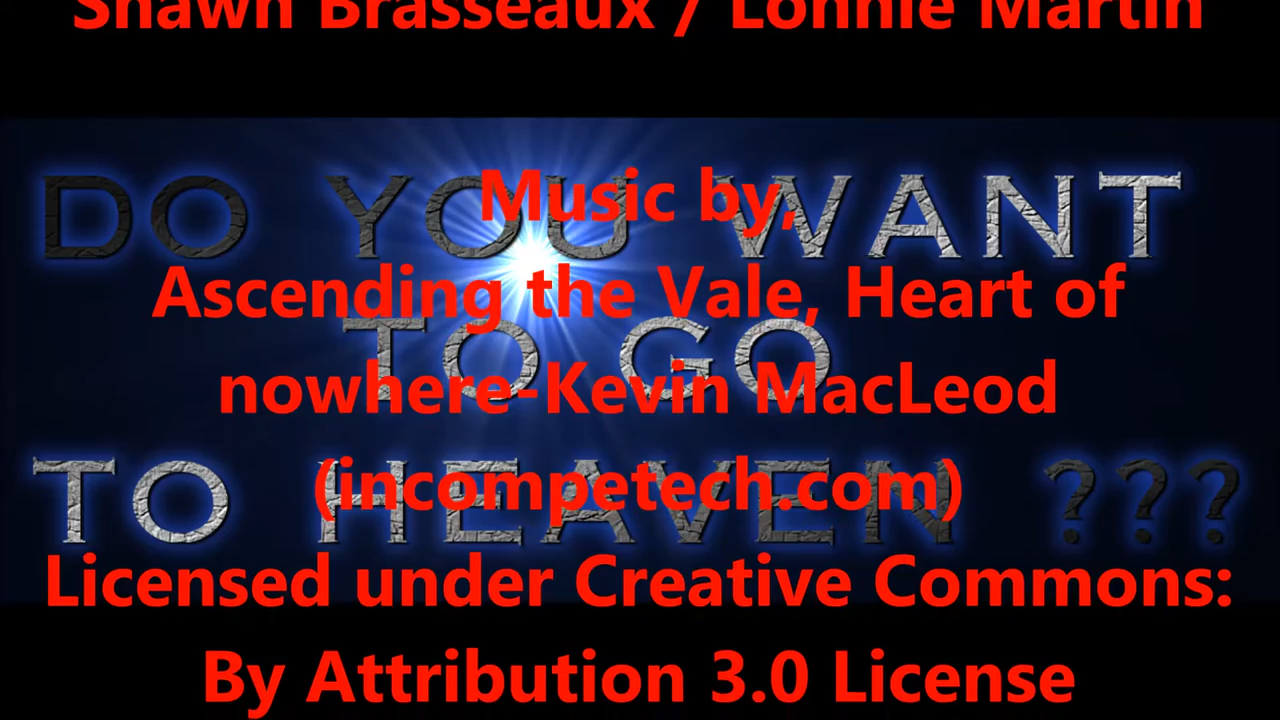 Shawn Brasseaux / Lonnie Martin
DO YOU WANT
Music by,
Ascending the Vale, Heart of
TO GO
nowhere-Kevin MacLeod
TO HEAVEN ???
(incompetech.com)
Licensed under Creative Commons:
By Attribution 3.0 License